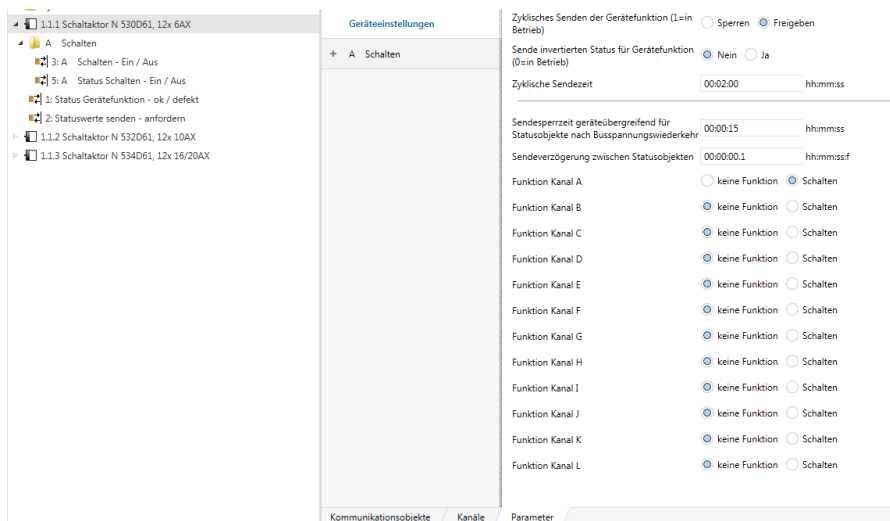 1.1.1 Schaltaktor N 530D61, 12x 6AX
A Schalten
3: A Schalten - Ein / Aus
5: A Status Schalten - Ein / Aus
1: Status Gerätefunktion - ok / defekt
2: Statuswerte senden - anfordern
1.1.2 Schaltaktor N 532D61, 12x 10AX
1.1.3 Schaltaktor N 534D61, 12x 16/20AX
Geräteeinstellungen
+ A Schalten
Zyklisches Senden der Gerätefunktion (1=in
Betrieb)
Sperren Freigeben
Sende invertierten Status für Gerätefunktion
(0=in Betrieb)
Nein Ja
Zyklische Sendezeit 00:02:00 hh:mm:ss
Sendesperrzeit geräteübergreifend für
Statusobjekte nach Busspannungswiederkehr
00:00:15 hh:mm:ss
Sendeverzögerung zwischen Statusobjekten 00:00:00.1 hh:mm:ss:f
Funktion Kanal A keine Funktion Schalten
Funktion Kanal B keine Funktion Schalten
Funktion Kanal C keine Funktion Schalten
Funktion Kanal D keine Funktion Schalten
Funktion Kanal E keine Funktion Schalten
Funktion Kanal F keine Funktion Schalten
Funktion Kanal G keine Funktion Schalten
Funktion Kanal H keine Funktion Schalten
Funktion Kanal I keine Funktion Schalten
Funktion Kanal J keine Funktion Schalten
Funktion Kanal K keine Funktion Schalten
Funktion Kanal L keine Funktion Schalten
Kommunikationsobjekte Kanäle Parameter